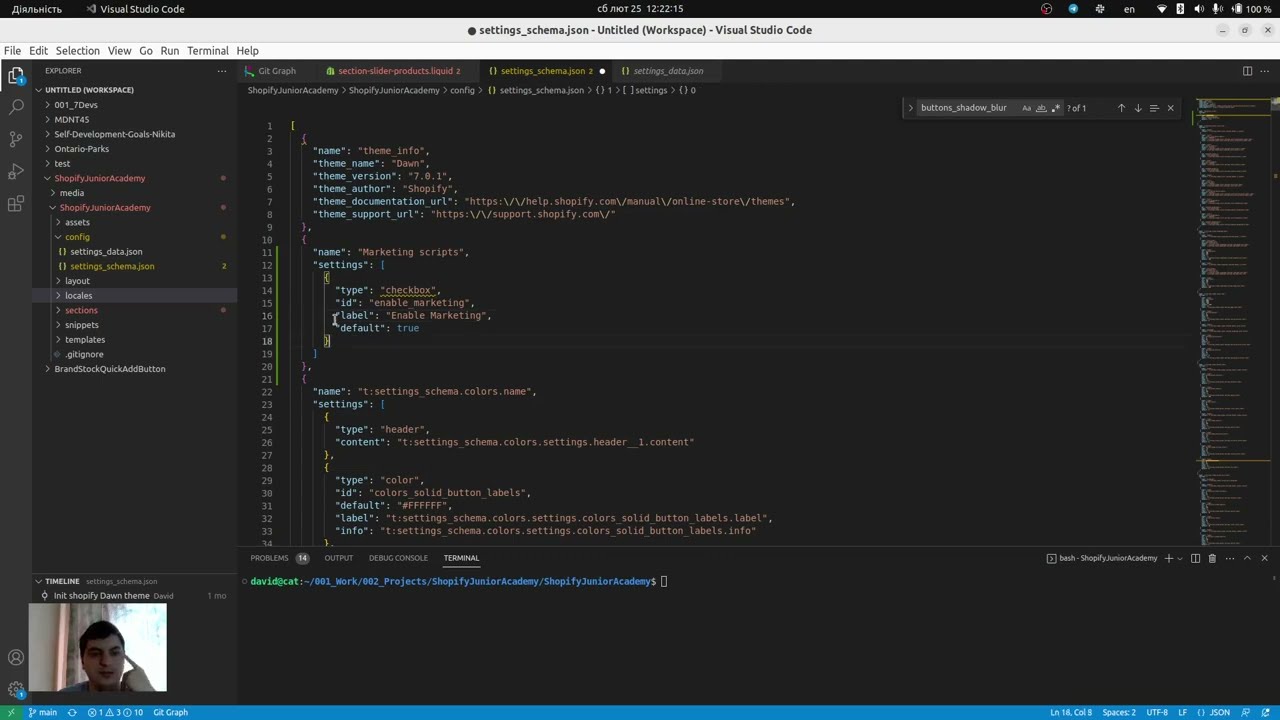 Діяльність
Visual Studio Code
сб лют 25 12:22:15
en
100 %
● settings_schema.json - Untitled (Workspace) - Visual Studio Code
File Edit Selection View Go Run Terminal Help
EXPLORER
Git Graph
section-slider-products.liquid 2
settings_schema.json 2
settings_data.json
UNTITLED (WORKSPACE)
ShopifyJuniorAcademy > ShopifyJuniorAcademy > config > settings_schema.json > {} 1 > [ ] settings > {} 0
buttons_shadow_blur
Aa
ab
? of 1
001_7Devs
MDNT45
Self-Development-Goals-Nikita
Ontario-Parks
test
ShopifyJuniorAcademy
media
ShopifyJuniorAcademy
assets
config
settings_data.json
settings_schema.json 2
layout
locales
sections
snippets
templates
.gitignore
BrandStockQuickAddButton
1 [
2 {
3 "name": "theme_info",
4 "theme_name": "Dawn",
5 "theme_version": "7.0.1",
6 "theme_author": "Shopify",
7 "theme_documentation_url": "https:\/\/help.shopify.com\/manual\/online-store\/themes",
8 "theme_support_url": "https:\/\/support.shopify.com\/"
9 },
10 {
11 "name": "Marketing scripts",
12 "settings": [
13 {
14 "type": "checkbox",
15 "id": "enable_marketing",
16 "label": "Enable Marketing",
17 "default": true
18 }
19 ]
20 },
21 {
22 "name": "t:settings_schema.colors.name",
23 "settings": [
24 {
25 "type": "header",
26 "content": "t:settings_schema.colors.settings.header__1.content"
27 },
28 {
29 "type": "color",
30 "id": "colors_solid_button_labels",
31 "default": "#FFFFFF",
32 "label": "t:settings_schema.colors.settings.colors_solid_button_labels.label",
33 "info": "t:settings_schema.colors.settings.colors_solid_button_labels.info"
34 },
PROBLEMS 14 OUTPUT DEBUG CONSOLE TERMINAL
bash - ShopifyJuniorAcademy
david@cat:~/001_Work/002_Projects/ShopifyJuniorAcademy/ShopifyJuniorAcademy$
TIMELINE settings_schema.json
Init shopify Dawn theme David 1 mo
main
1 3 10 Git Graph
Ln 18, Col 8 Spaces: 2 UTF-8 LF {} JSON